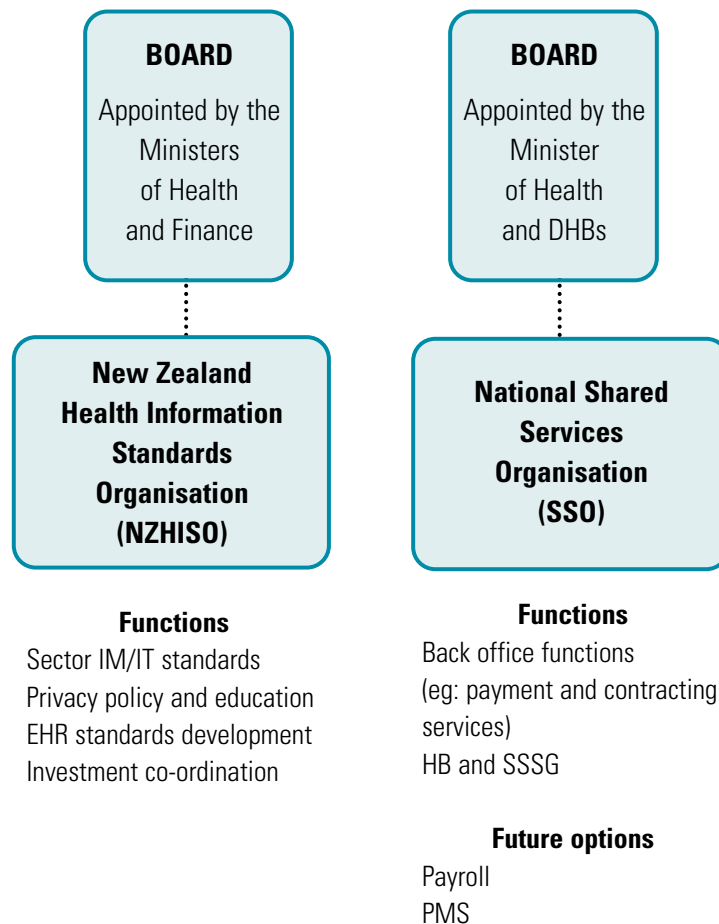 BOARD
Appointed by the
Ministers
of Health
and Finance
New Zealand
Health Information
Standards
Organisation
(NZHISO)
Functions
Sector IM/IT standards
Privacy policy and education
EHR standards development
Investment co-ordination
BOARD
Appointed by the
Minister
of Health
and DHBs
National Shared
Services
Organisation
(SSO)
Functions
Back office functions
(eg: payment and contracting
services)
HB and SSSG
Future options
Payroll
PMS